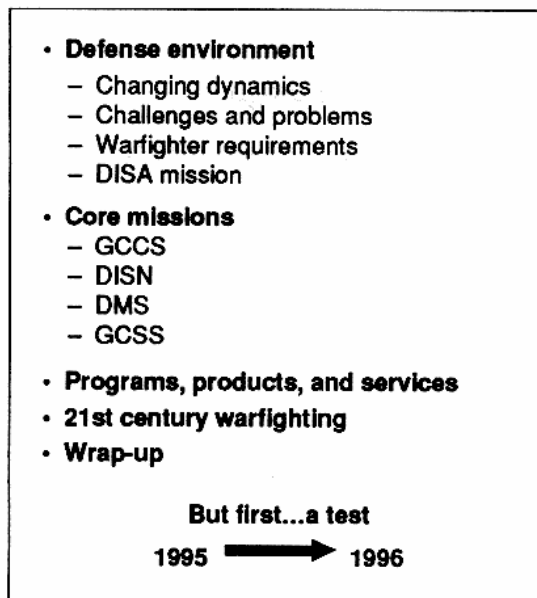 • Defense environment
– Changing dynamics
– Challenges and problems
– Warfighter requirements
– DISA mission
• Core missions
– GCCS
– DISN
– DMS
– GCSS
• Programs, products, and services
• 21st century warfighting
• Wrap-up
But first...a test
1995 1996